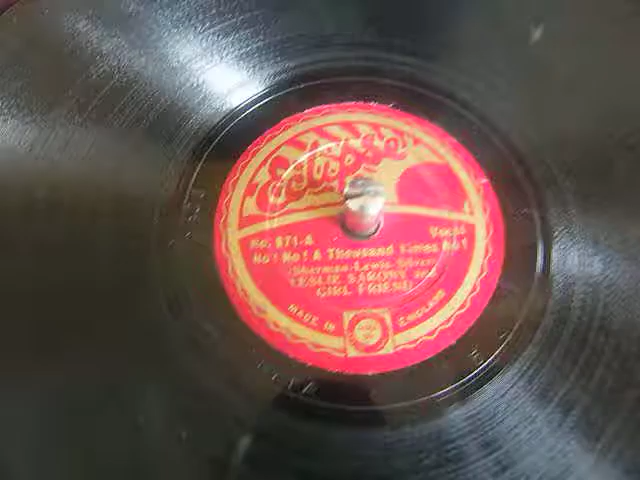 Eclipse
No. 871-A Vocal
No! No! A Thousand Times No!
(Sherman-Lewis-Silver)
LESLIE SARONY and
GIRL FRIEND
MADE IN ENGLAND